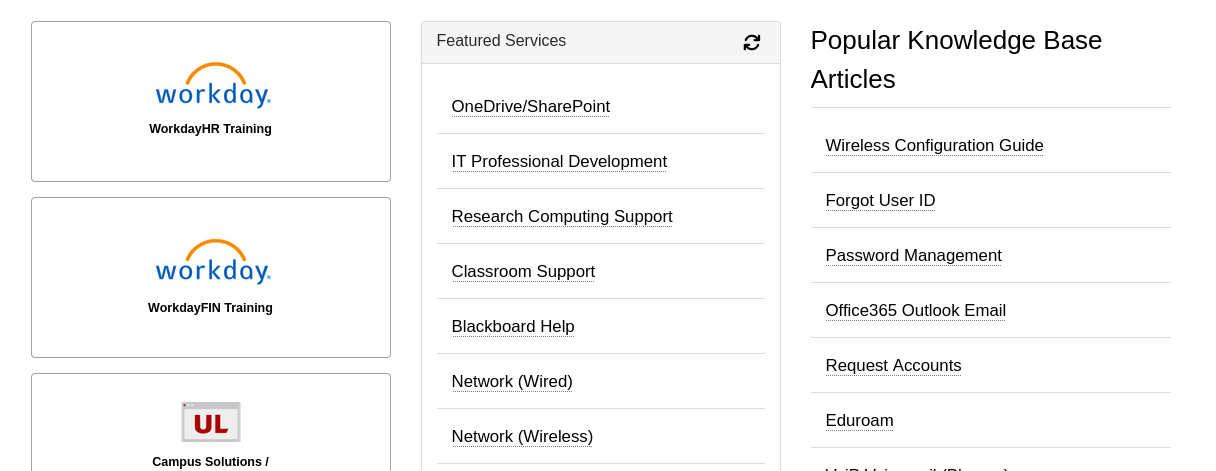 workday
WorkdayHR Training
workday
WorkdayFIN Training
UL
Campus Solutions /
Featured Services
OneDrive/SharePoint
IT Professional Development
Research Computing Support
Classroom Support
Blackboard Help
Network (Wired)
Network (Wireless)
Popular Knowledge Base
Articles
Wireless Configuration Guide
Forgot User ID
Password Management
Office365 Outlook Email
Request Accounts
Eduroam